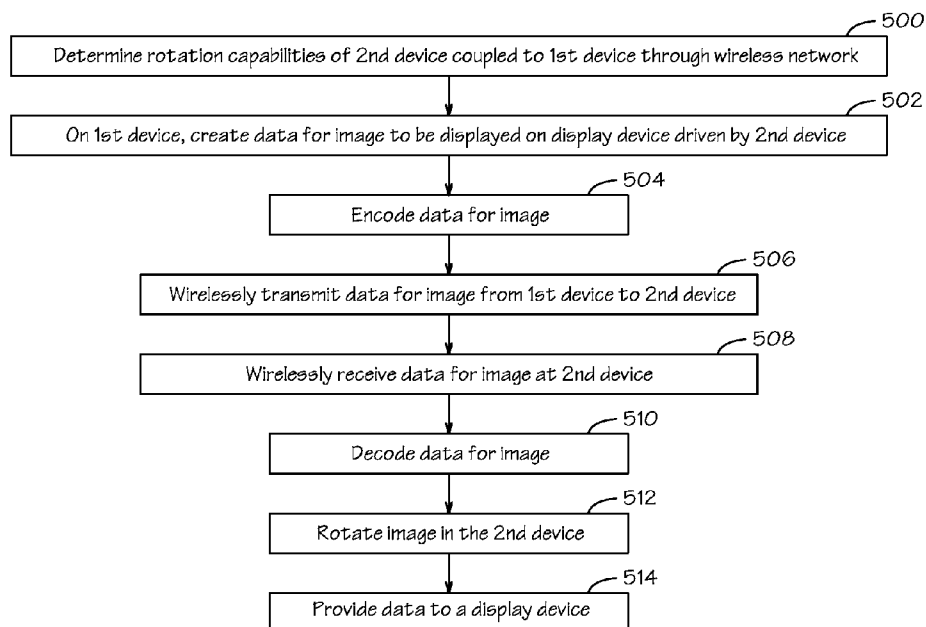 500
Determine rotation capabilities of 2nd device coupled to 1st device through wireless network
502
On 1st device, create data for image to be displayed on display device driven by 2nd device
504
Encode data for image
506
Wirelessly transmit data for image from 1st device to 2nd device
508
Wirelessly receive data for image at 2nd device
510
Decode data for image
512
Rotate image in the 2nd device
514
Provide data to a display device